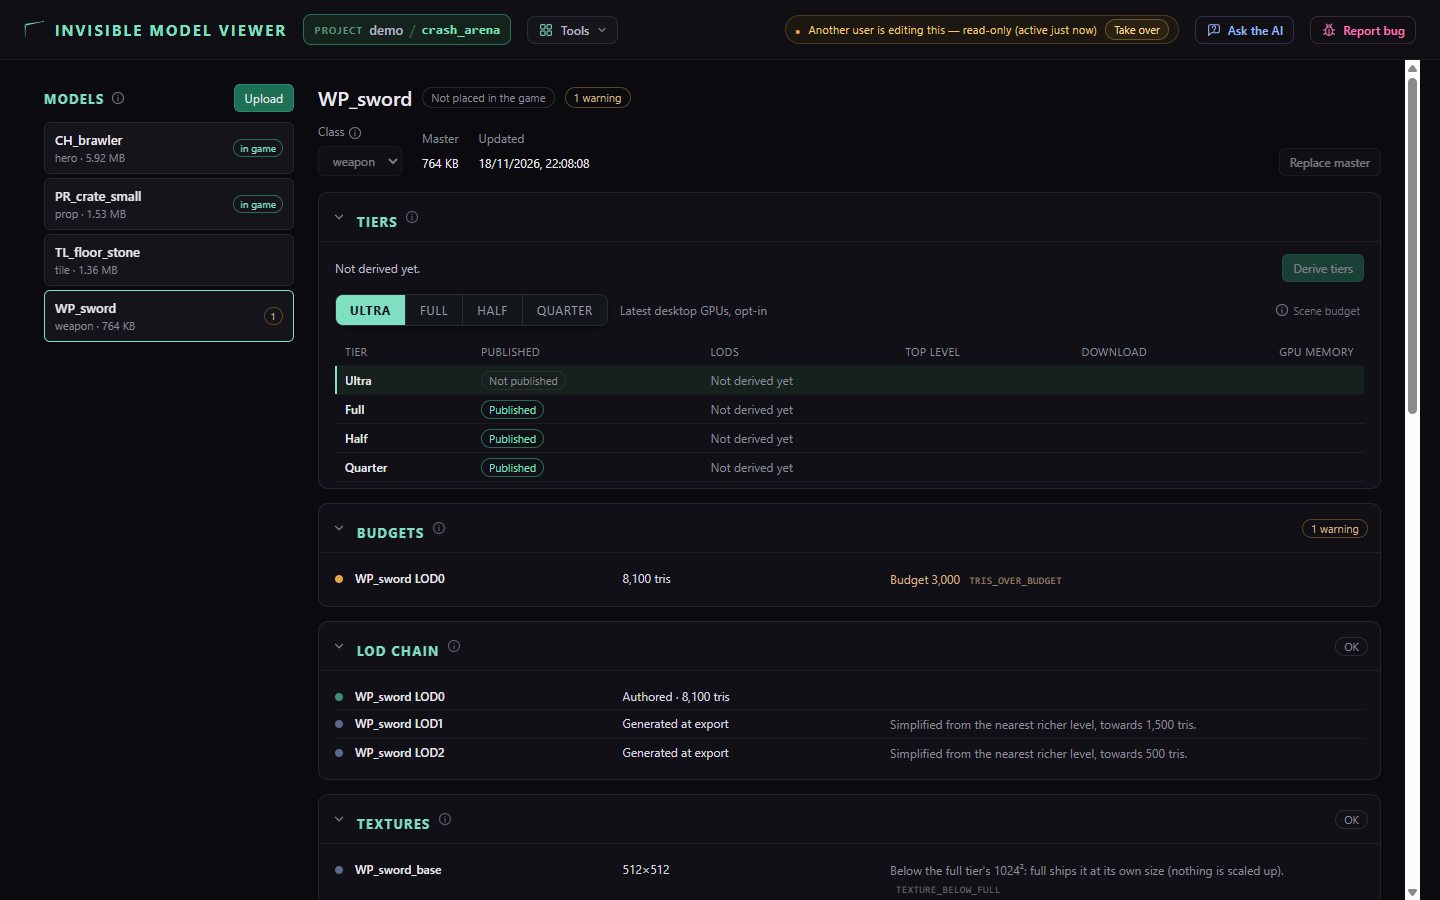 INVISIBLE MODEL VIEWER
PROJECT demo / crash_arena
Tools
Another user is editing this — read-only (active just now)
Take over
Ask the AI
Report bug
MODELS
Upload
CH_brawler
hero · 5.92 MB
in game
PR_crate_small
prop · 1.53 MB
in game
TL_floor_stone
tile · 1.36 MB
WP_sword
weapon · 764 KB
1
WP_sword
Not placed in the game
1 warning
Class
weapon
Master
764 KB
Updated
18/11/2026, 22:08:08
Replace master
TIERS
Not derived yet.
Derive tiers
ULTRA FULL HALF QUARTER
Latest desktop GPUs, opt-in
Scene budget
TIER PUBLISHED LODS TOP LEVEL DOWNLOAD GPU MEMORY
Ultra Not published Not derived yet
Full Published Not derived yet
Half Published Not derived yet
Quarter Published Not derived yet
BUDGETS
1 warning
WP_sword LOD0 8,100 tris Budget 3,000 TRIS_OVER_BUDGET
LOD CHAIN
OK
WP_sword LOD0 Authored · 8,100 tris
WP_sword LOD1 Generated at export Simplified from the nearest richer level, towards 1,500 tris.
WP_sword LOD2 Generated at export Simplified from the nearest richer level, towards 500 tris.
TEXTURES
OK
WP_sword_base 512×512 Below the full tier's 1024²: full ships it at its own size (nothing is scaled up).
TEXTURE_BELOW_FULL